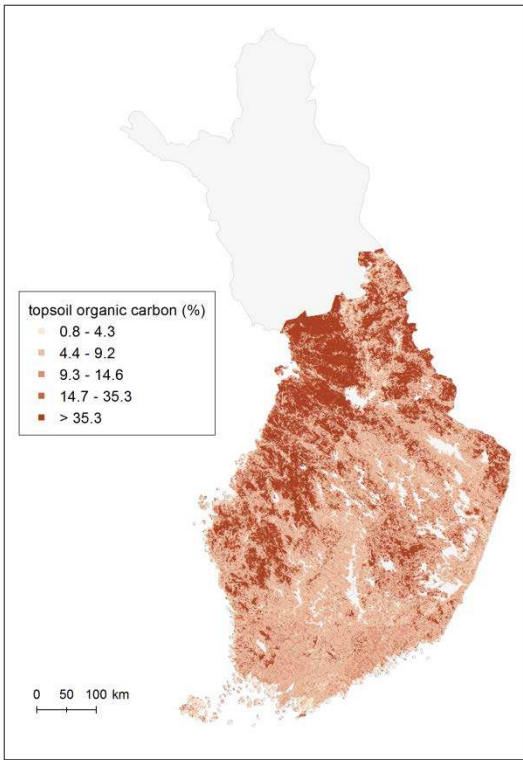 topsoil organic carbon (%)
0.8 - 4.3
4.4 - 9.2
9.3 - 14.6
14.7 - 35.3
> 35.3
0 50 100 km